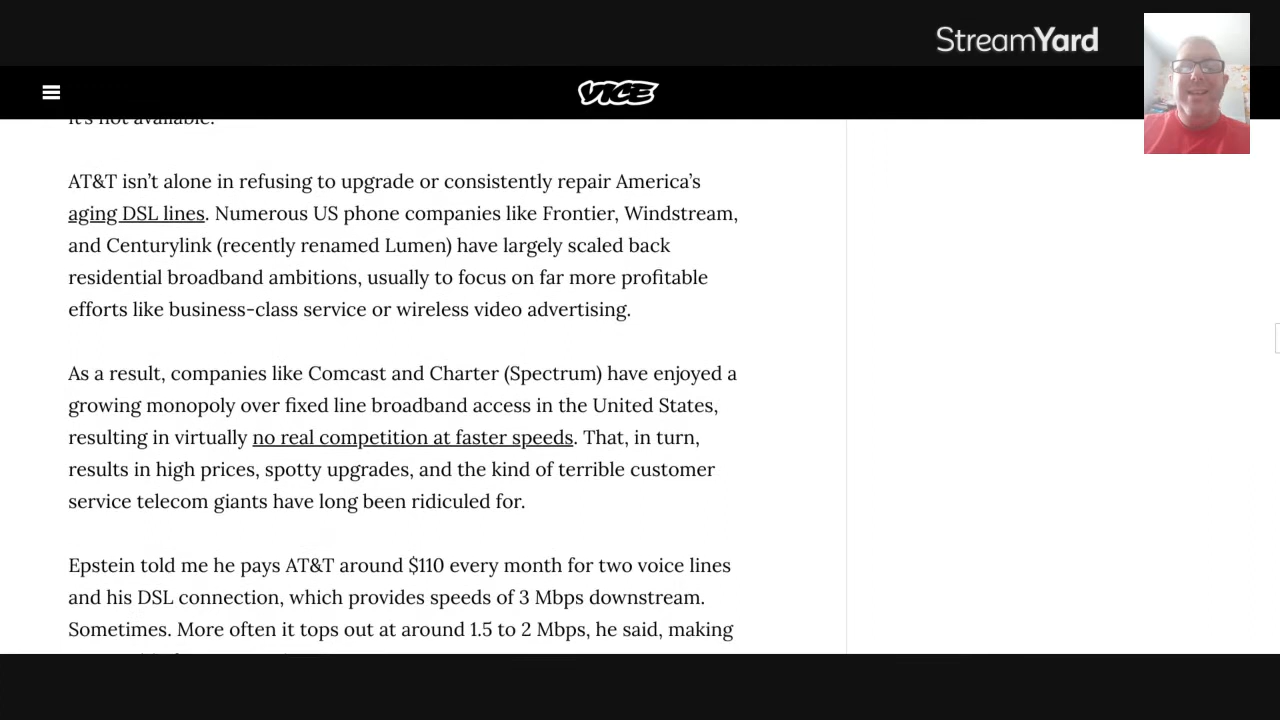 StreamYard
VICE
it's not available.
AT&T isn’t alone in refusing to upgrade or consistently repair America’s
aging DSL lines. Numerous US phone companies like Frontier, Windstream,
and Centurylink (recently renamed Lumen) have largely scaled back
residential broadband ambitions, usually to focus on far more profitable
efforts like business-class service or wireless video advertising.
As a result, companies like Comcast and Charter (Spectrum) have enjoyed a
growing monopoly over fixed line broadband access in the United States,
resulting in virtually no real competition at faster speeds. That, in turn,
results in high prices, spotty upgrades, and the kind of terrible customer
service telecom giants have long been ridiculed for.
Epstein told me he pays AT&T around $110 every month for two voice lines
and his DSL connection, which provides speeds of 3 Mbps downstream.
Sometimes. More often it tops out at around 1.5 to 2 Mbps, he said, making